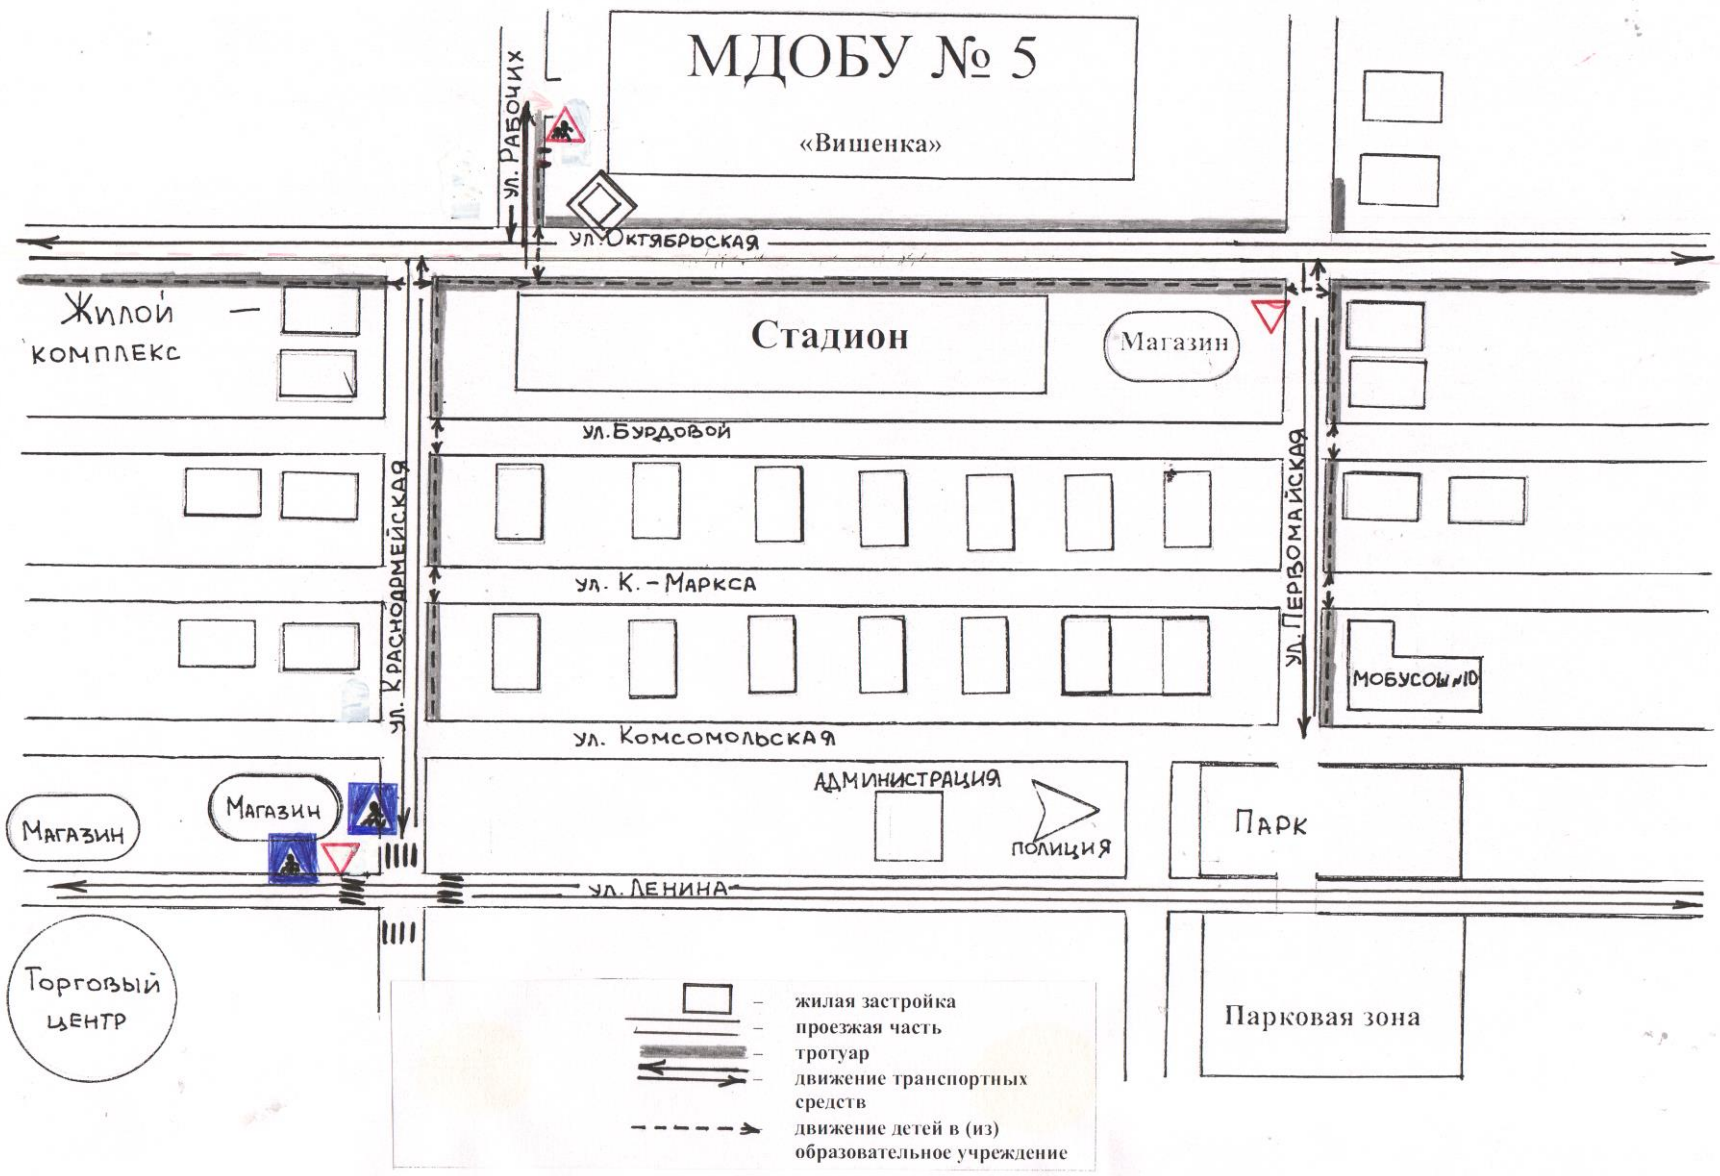 МДОБУ № 5
«Вишенка»
ул. Рабочих
ул. Октябрьская
Жилой
комплекс
Стадион
Магазин
ул. Бурдовой
ул. Красноармейская
ул. Первомайская
ул. К. - Маркса
МОБУСОШ №10
ул. Комсомольская
Администрация
полиция
Парк
Магазин
Магазин
ул. Ленина
Торговый
центр
Парковая зона
жилая застройка
проезжая часть
тротуар
движение транспортных
средств
движение детей в (из)
образовательное учреждение